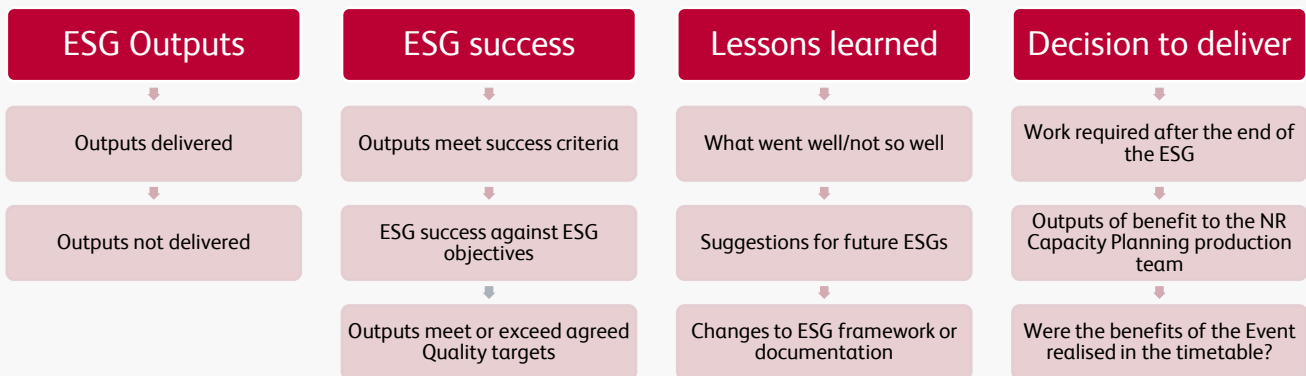 ESG Outputs
Outputs delivered
Outputs not delivered
ESG success
Outputs meet success criteria
ESG success against ESG
objectives
Outputs meet or exceed agreed
Quality targets
Lessons learned
What went well/not so well
Suggestions for future ESGs
Changes to ESG framework or
documentation
Decision to deliver
Work required after the end of
the ESG
Outputs of benefit to the NR
Capacity Planning production
team
Were the benefits of the Event
realised in the timetable?